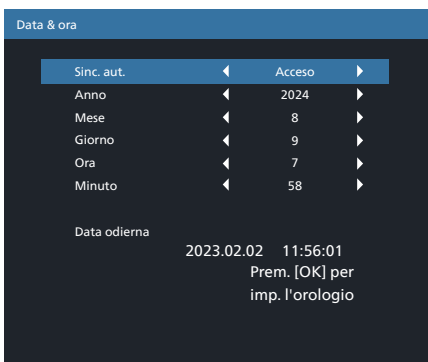 Data & ora
Sinc. aut. Acceso
Anno 2024
Mese 8
Giorno 9
Ora 7
Minuto 58
Data odierna
2023.02.02 11:56:01
Prem. [OK] per
imp. l'orologio